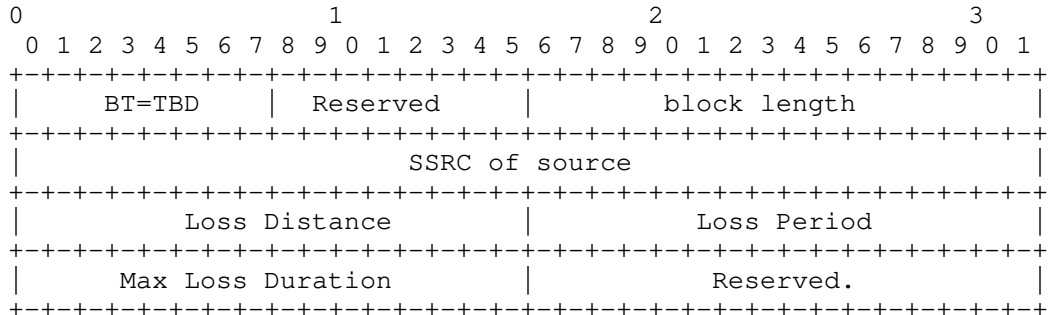 0                   1                   2                   3
 0 1 2 3 4 5 6 7 8 9 0 1 2 3 4 5 6 7 8 9 0 1 2 3 4 5 6 7 8 9 0 1
+-+-+-+-+-+-+-+-+-+-+-+-+-+-+-+-+-+-+-+-+-+-+-+-+-+-+-+-+-+-+-+-+
|     BT=TBD    |  Reserved     |        block length           |
+-+-+-+-+-+-+-+-+-+-+-+-+-+-+-+-+-+-+-+-+-+-+-+-+-+-+-+-+-+-+-+-+
|                        SSRC of source                         |
+-+-+-+-+-+-+-+-+-+-+-+-+-+-+-+-+-+-+-+-+-+-+-+-+-+-+-+-+-+-+-+-+
|          Loss Distance        |          Loss Period          |
+-+-+-+-+-+-+-+-+-+-+-+-+-+-+-+-+-+-+-+-+-+-+-+-+-+-+-+-+-+-+-+-+
|      Max Loss Duration        |           Reserved.           |
+-+-+-+-+-+-+-+-+-+-+-+-+-+-+-+-+-+-+-+-+-+-+-+-+-+-+-+-+-+-+-+-+